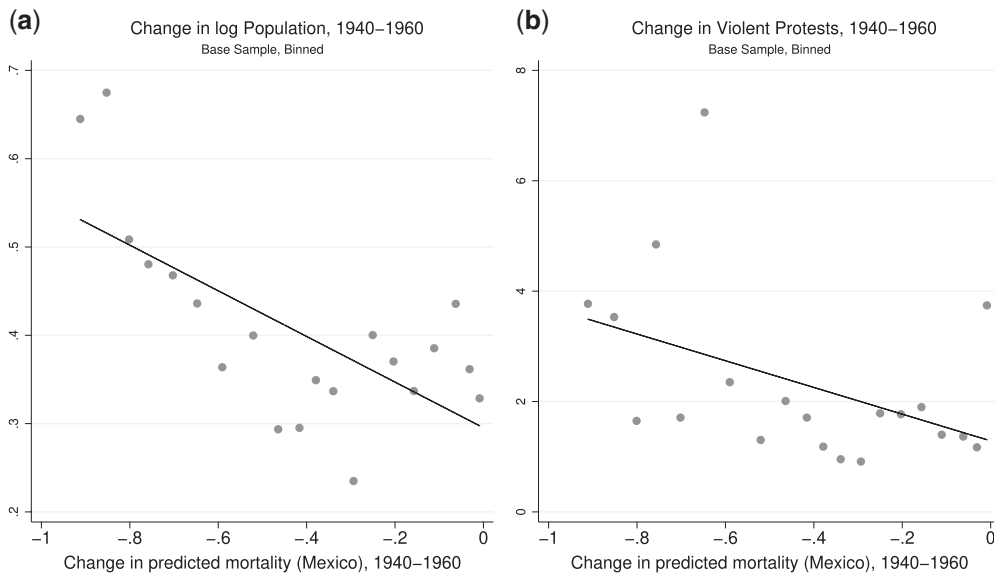 (a)
Change in log Population, 1940−1960
Base Sample, Binned
.7
.6
.5
.4
.3
.2
−1 −.8 −.6 −.4 −.2 0
Change in predicted mortality (Mexico), 1940−1960
(b)
Change in Violent Protests, 1940−1960
Base Sample, Binned
8
6
4
2
0
−1 −.8 −.6 −.4 −.2 0
Change in predicted mortality (Mexico), 1940−1960